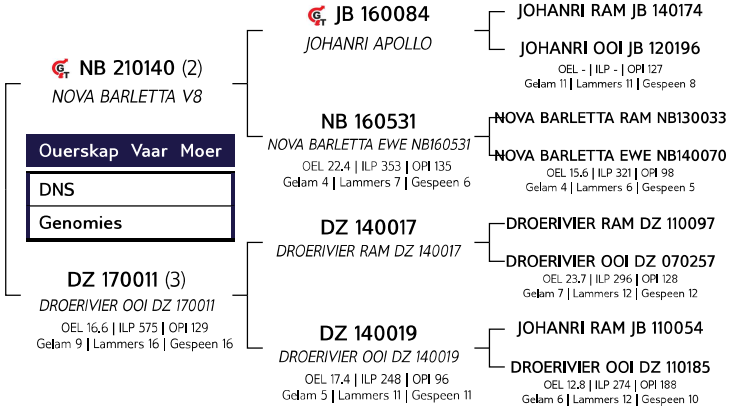 NB 210140 (2)
NOVA BARLETTA V8
Ouerskap Vaar Moer
DNS
Genomies
DZ 170011 (3)
DROERIVIER OOI DZ 170011
OEL 16.6 | ILP 575 | OPI 129
Gelam 9 | Lammers 16 | Gespeen 16
GT JB 160084
JOHANRI APOLLO
NB 160531
NOVA BARLETTA EWE NB160531
OEL 22.4 | ILP 353 | OPI 135
Gelam 4 | Lammers 7 | Gespeen 6
DZ 140017
DROERIVIER RAM DZ 140017
DZ 140019
DROERIVIER OOI DZ 140019
OEL 17.4 | ILP 248 | OPI 96
Gelam 5 | Lammers 11 | Gespeen 11
JOHANRI RAM JB 140174
JOHANRI OOI JB 120196
OEL - | ILP - | OPI 127
Gelam 11 | Lammers 11 | Gespeen 8
NOVA BARLETTA RAM NB130033
NOVA BARLETTA EWE NB140070
OEL 15.6 | ILP 321 | OPI 98
Gelam 4 | Lammers 6 | Gespeen 5
DROERIVIER RAM DZ 110097
DROERIVIER OOI DZ 070257
OEL 23.7 | ILP 296 | OPI 128
Gelam 7 | Lammers 12 | Gespeen 12
JOHANRI RAM JB 110054
DROERIVIER OOI DZ 110185
OEL 12.8 | ILP 274 | OPI 188
Gelam 6 | Lammers 12 | Gespeen 10